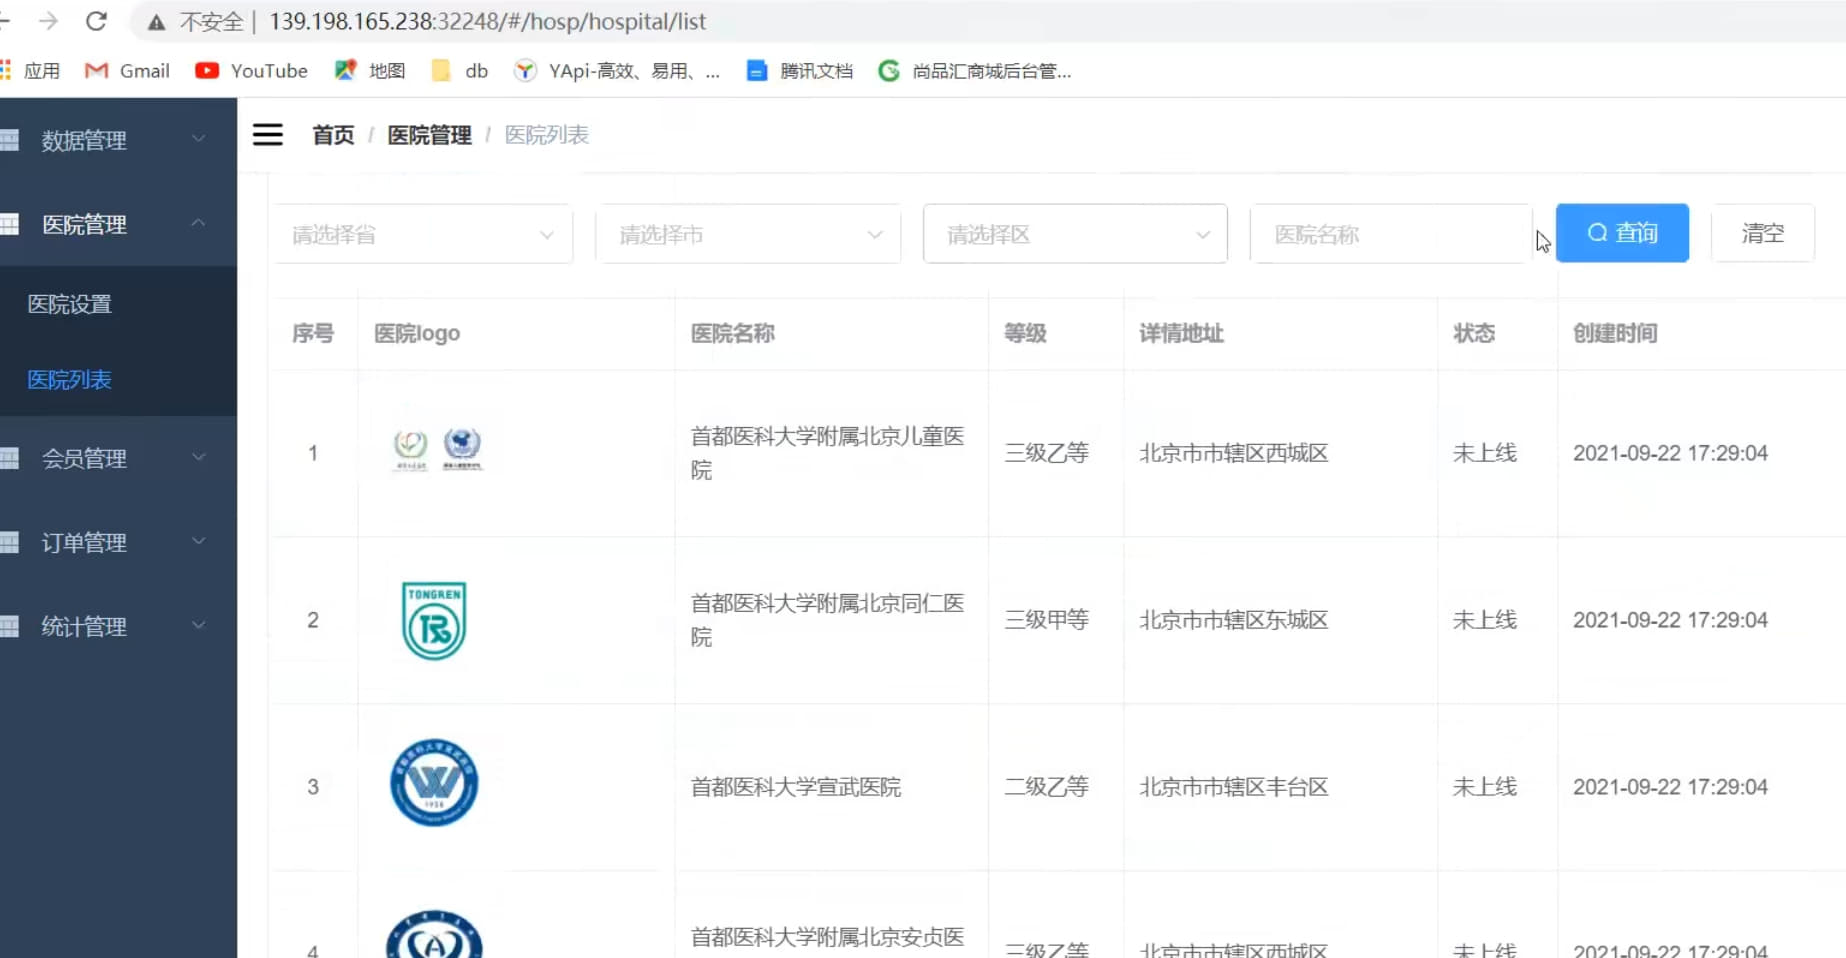 不安全 | 139.198.165.238:32248/#/hosp/hospital/list
应用 Gmail YouTube 地图 db YApi-高效、易用、... 腾讯文档 尚品汇商城后台管...
数据管理
医院管理
医院设置
医院列表
会员管理
订单管理
统计管理
首页 / 医院管理 / 医院列表
请选择省 请选择市 请选择区 医院名称 查询 清空
序号 医院logo 医院名称 等级 详情地址 状态 创建时间
1 首都医科大学附属北京儿童医
院 三级乙等 北京市市辖区西城区 未上线 2021-09-22 17:29:04
TONGREN
2 首都医科大学附属北京同仁医
院 三级甲等 北京市市辖区东城区 未上线 2021-09-22 17:29:04
1958
3 首都医科大学宣武医院 二级乙等 北京市市辖区丰台区 未上线 2021-09-22 17:29:04
4 首都医科大学附属北京安贞医
三级乙等 北京市市辖区西城区 未上线 2021-09-22 17:29:04